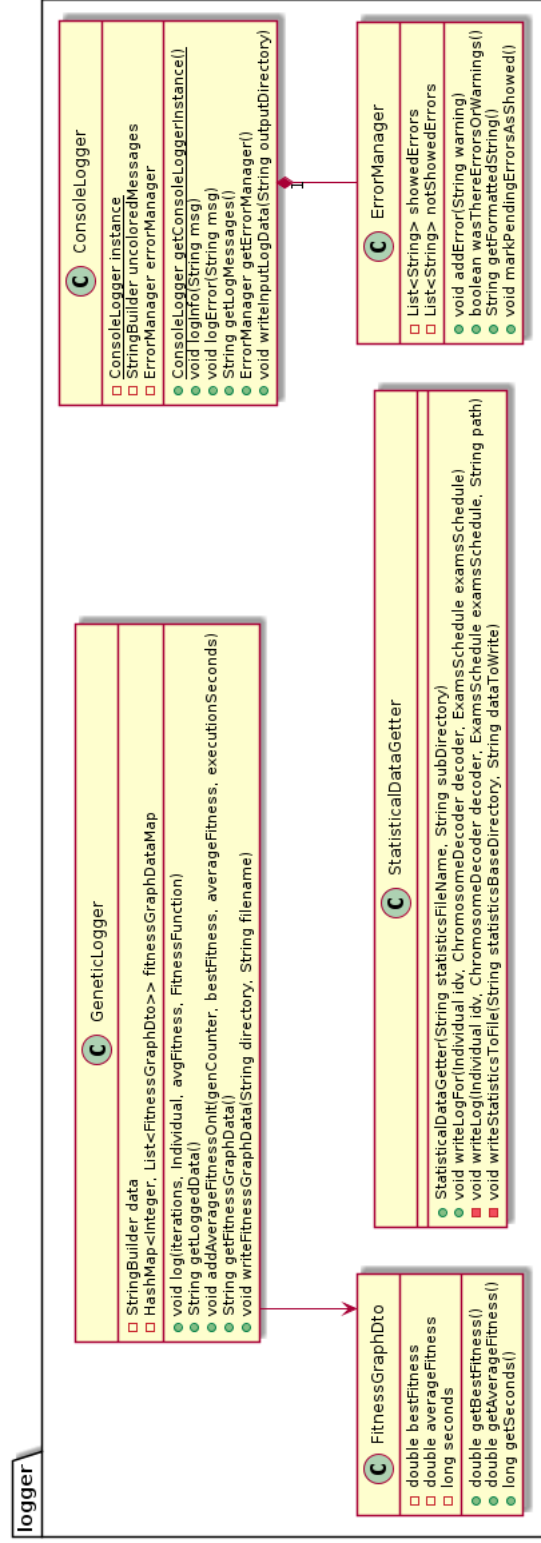 logger
C GeneticLogger
StringBuilder data
HashMap<Integer, List<FitnessGraphDto>> fitnessGraphDataMap
void log(iterations, Individual, avgFitness, FitnessFunction)
String getLoggedData()
void addAverageFitnessOnIt(genCounter, bestFitness, averageFitness, executionSeconds)
String getFitnessGraphData()
void writeFitnessGraphData(String directory, String filename)
C ConsoleLogger
ConsoleLogger instance
StringBuilder uncoloredMessages
ErrorManager errorManager
ConsoleLogger getConsoleLoggerInstance()
void logInfo(String msg)
void logError(String msg)
String getLogMessages()
ErrorManager getErrorManager()
void writeInputLogData(String outputDirectory)
1
C FitnessGraphDto
double bestFitness
double averageFitness
long seconds
double getBestFitness()
double getAverageFitness()
long getSeconds()
C StatisticalDataGetter
StatisticalDataGetter(String statisticsFileName, String subDirectory)
void writeLogFor(Individual idv, ChromosomeDecoder decoder, ExamsSchedule examsSchedule)
void writeLog(Individual idv, ChromosomeDecoder decoder, ExamsSchedule examsSchedule, String path)
void writeStatisticsToFile(String statisticsBaseDirectory, String dataToWrite)
C ErrorManager
List<String> showedErrors
List<String> notShowedErrors
void addError(String warning)
boolean wasThereErrorsOrWarnings()
String getFormattedString()
void markPendingErrorsAsShowed()